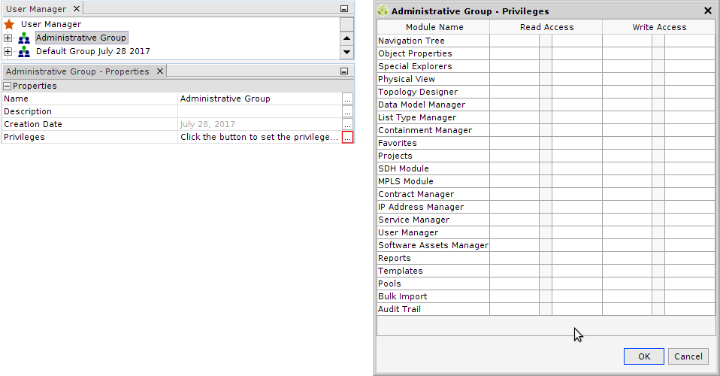 User Manager
User Manager
Administrative Group
Default Group July 28 2017
Administrative Group - Properties
Properties
Name Administrative Group ...
Description ...
Creation Date July 28, 2017 ...
Privileges Click the button to set the privilege... ...
Administrative Group - Privileges
Module Name Read Access Write Access
Navigation Tree
Object Properties
Special Explorers
Physical View
Topology Designer
Data Model Manager
List Type Manager
Containment Manager
Favorites
Projects
SDH Module
MPLS Module
Contract Manager
IP Address Manager
Service Manager
User Manager
Software Assets Manager
Reports
Templates
Pools
Bulk Import
Audit Trail
OK Cancel